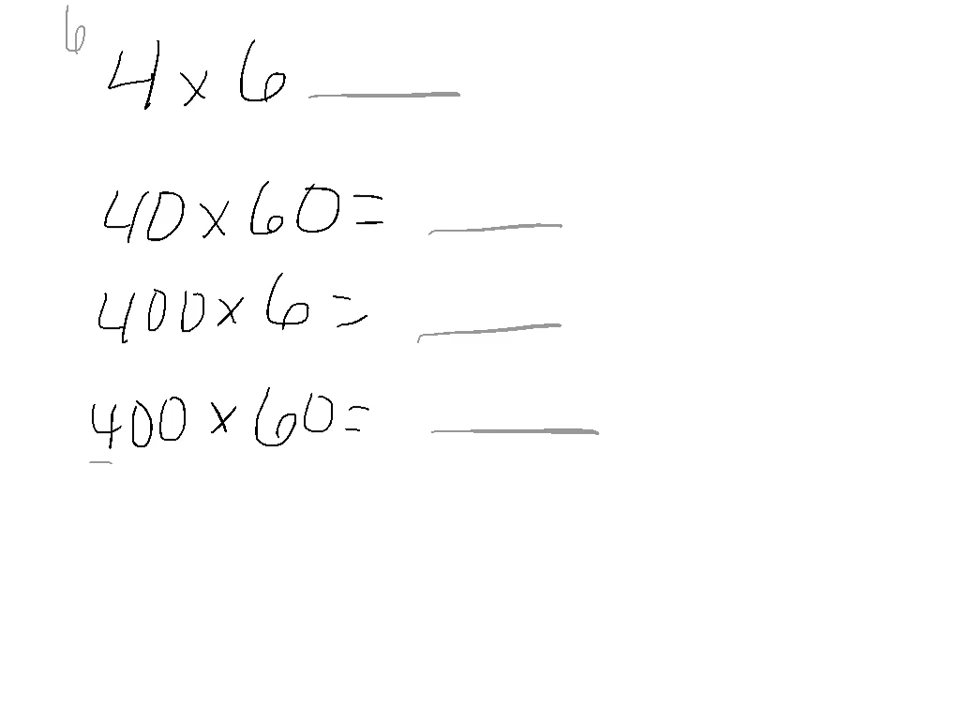 6
4 x 6 ____
40 x 60 = ____
400 x 6 = ____
400 x 60 = ____